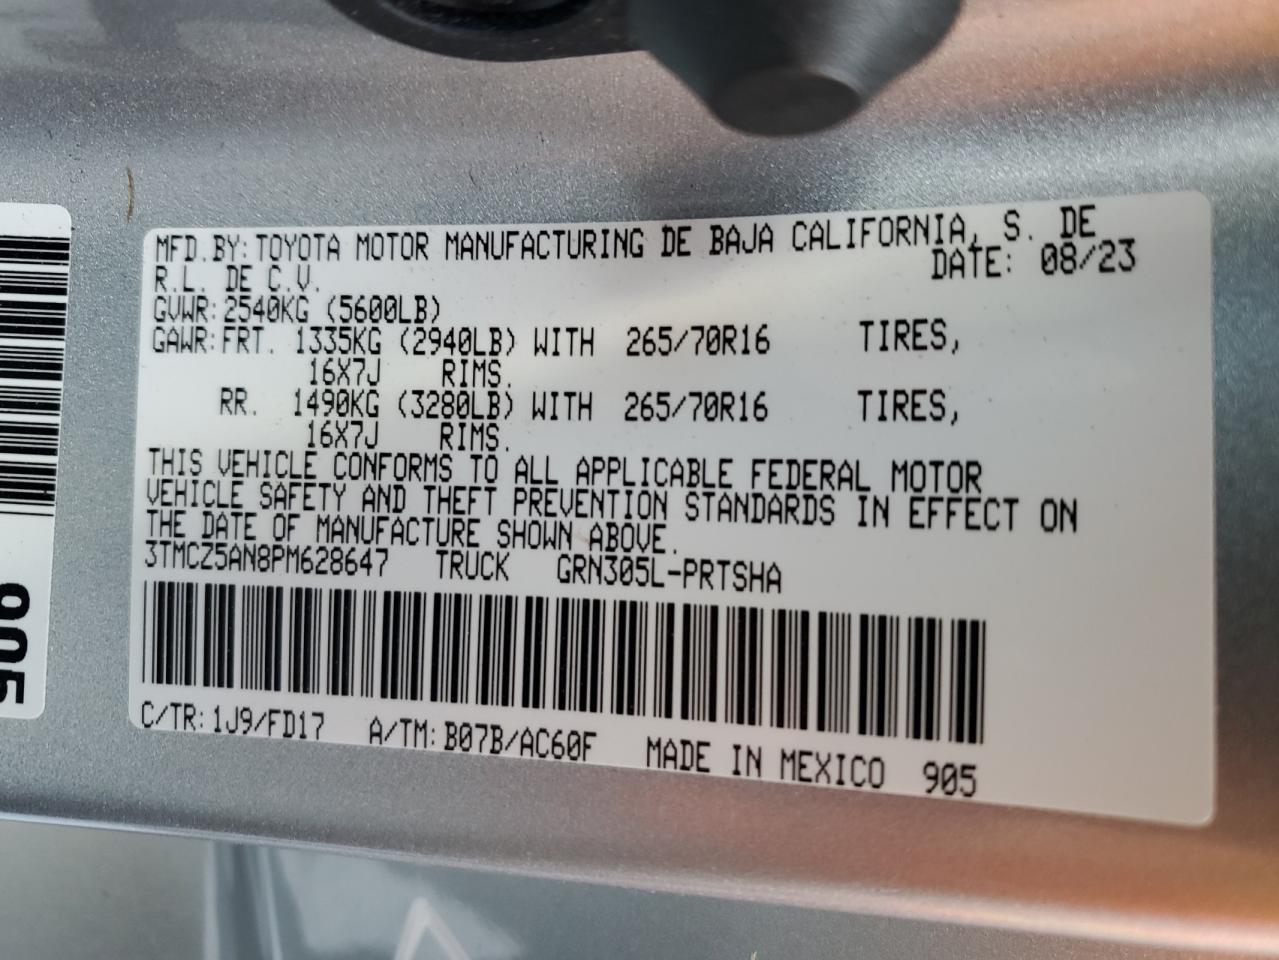 MFD.BY: TOYOTA MOTOR MANUFACTURING DE BAJA CALIFORNIA, S. DE
R.L. DE C.V. DATE: 08/23
GVWR: 2540KG (5600LB)
GAWR: FRT. 1335KG (2940LB) WITH 265/70R16 TIRES,
16X7J RIMS.
RR. 1490KG (3280LB) WITH 265/70R16 TIRES,
16X7J RIMS.
THIS VEHICLE CONFORMS TO ALL APPLICABLE FEDERAL MOTOR
VEHICLE SAFETY AND THEFT PREVENTION STANDARDS IN EFFECT ON
THE DATE OF MANUFACTURE SHOWN ABOVE.
3TMCZ5AN8PM628647 TRUCK GRN305L-PRTSHA
C/TR: 1J9/FD17 A/TM: B07B/AC60F MADE IN MEXICO 905
905